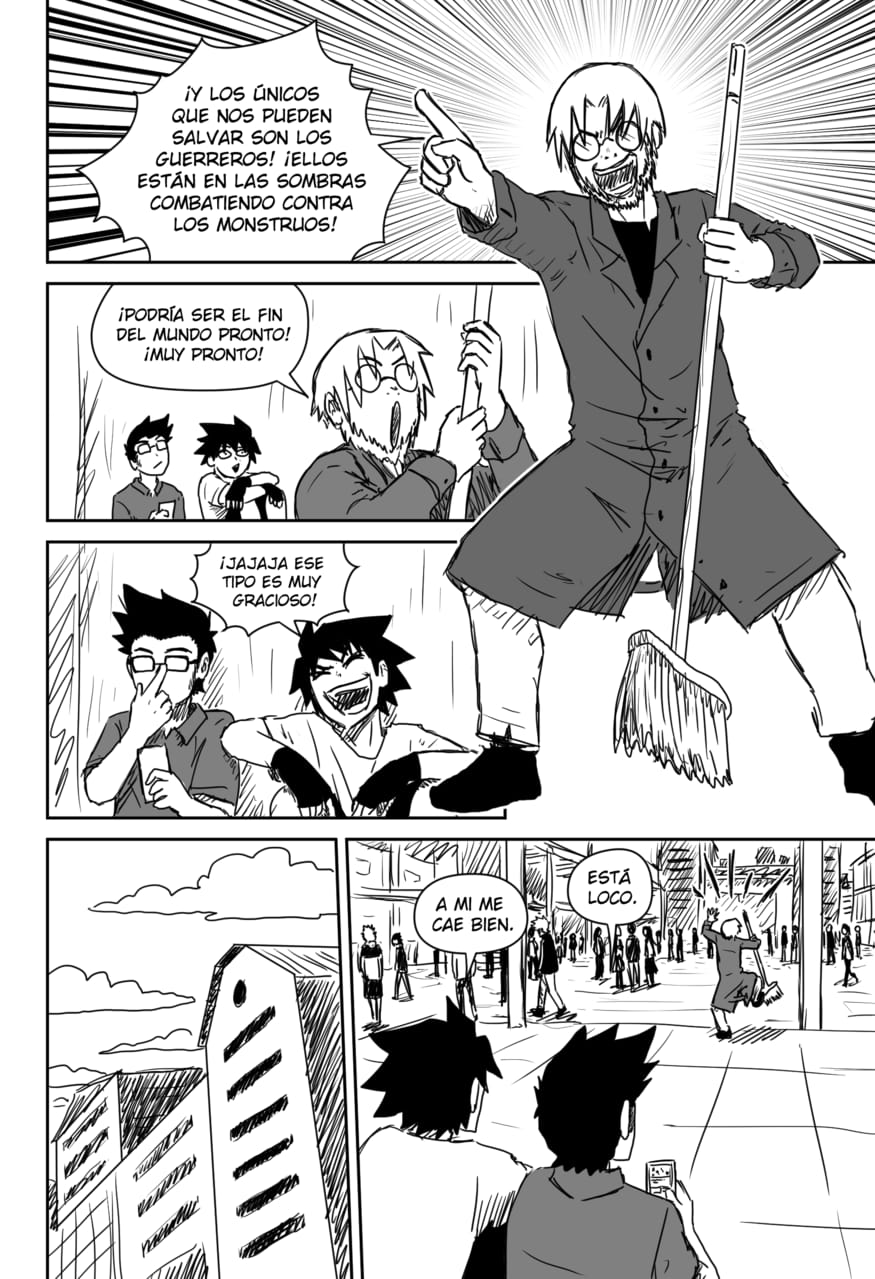 ¡Y LOS ÚNICOS
QUE NOS PUEDEN
SALVAR SON LOS
GUERREROS! ¡ELLOS
ESTÁN EN LAS SOMBRAS
COMBATIENDO CONTRA
LOS MONSTRUOS!
¡PODRÍA SER EL FIN
DEL MUNDO PRONTO!
¡MUY PRONTO!
¡JAJAJA ESE
TIPO ES MUY
GRACIOSO!
A MI ME
CAE BIEN.
ESTÁ
LOCO.